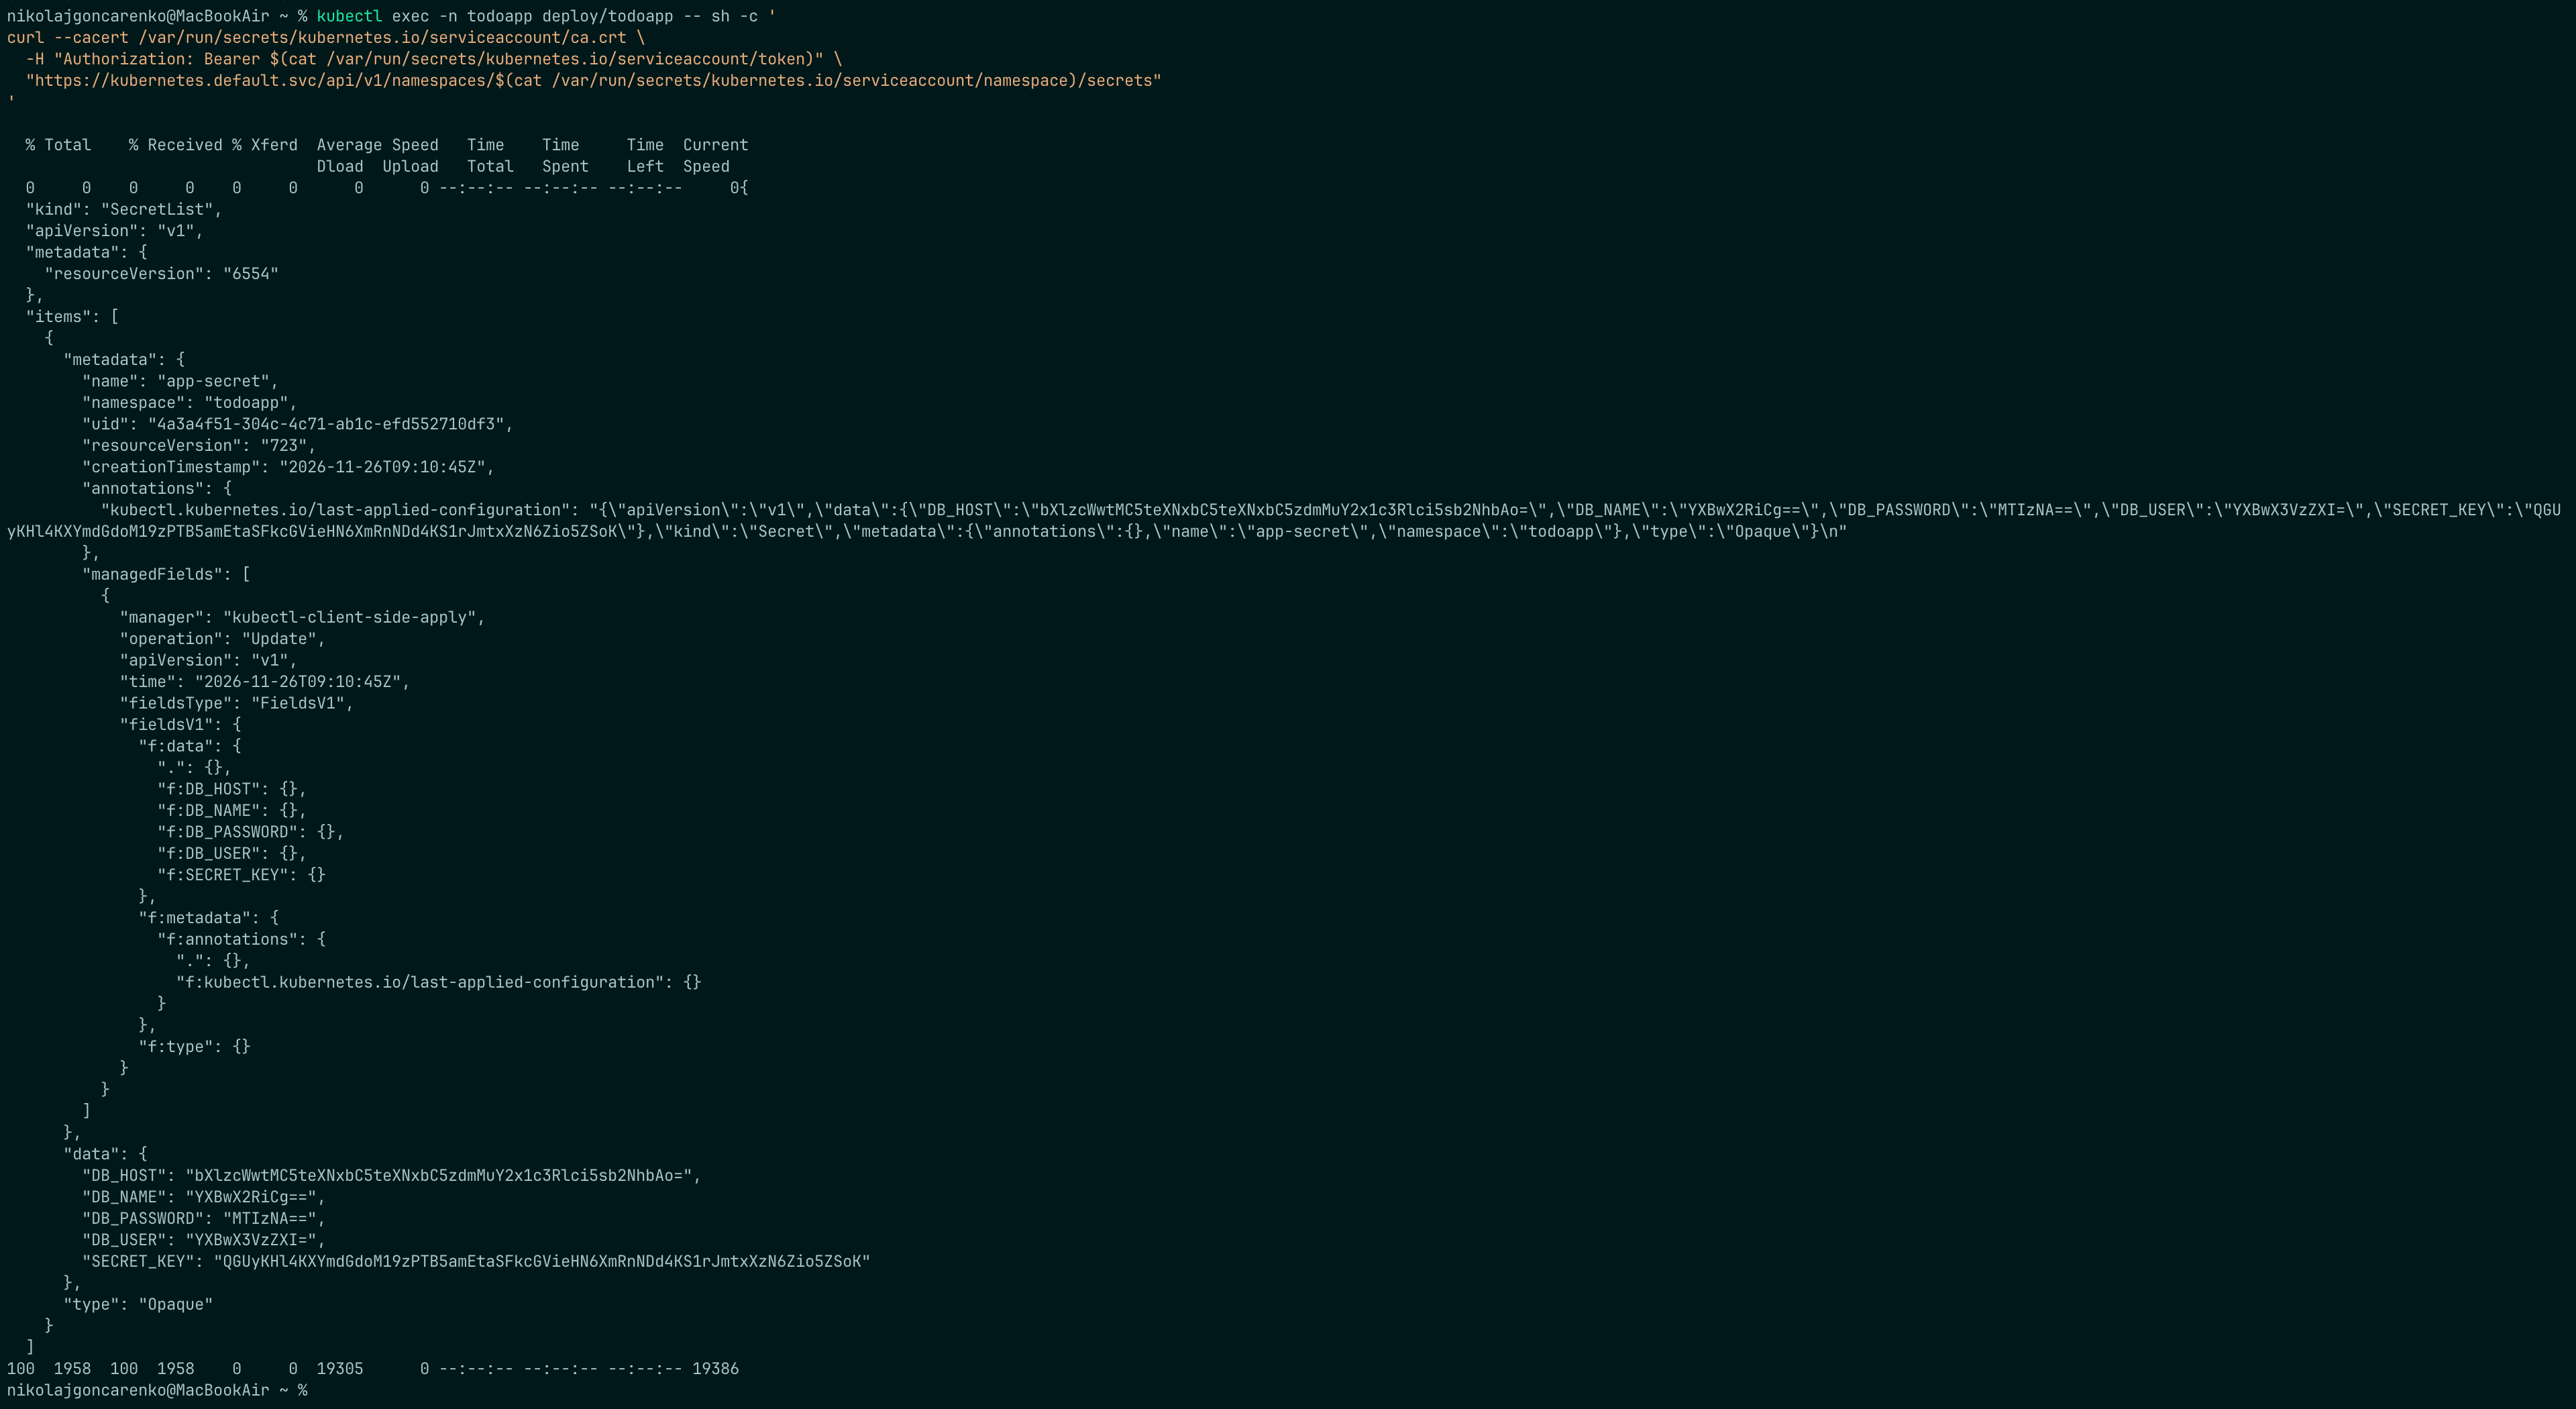 nikolajgoncarenko@MacBookAir ~ % kubectl exec -n todoapp deploy/todoapp -- sh -c '
curl --cacert /var/run/secrets/kubernetes.io/serviceaccount/ca.crt \
  -H "Authorization: Bearer $(cat /var/run/secrets/kubernetes.io/serviceaccount/token)" \
  "https://kubernetes.default.svc/api/v1/namespaces/$(cat /var/run/secrets/kubernetes.io/serviceaccount/namespace)/secrets"
'
  % Total    % Received % Xferd  Average Speed   Time    Time     Time  Current
                                 Dload  Upload   Total   Spent    Left  Speed
  0     0    0     0    0     0      0      0 --:--:-- --:--:-- --:--:--     0{
  "kind": "SecretList",
  "apiVersion": "v1",
  "metadata": {
    "resourceVersion": "6554"
  },
  "items": [
    {
      "metadata": {
        "name": "app-secret",
        "namespace": "todoapp",
        "uid": "4a3a4f51-304c-4c71-ab1c-efd552710df3",
        "resourceVersion": "723",
        "creationTimestamp": "2026-11-26T09:10:45Z",
        "annotations": {
          "kubectl.kubernetes.io/last-applied-configuration": "{\"apiVersion\":\"v1\",\"data\":{\"DB_HOST\":\"bXlzcWwtMC5teXNxbC5teXNxbC5zdmMuY2x1c3Rlci5sb2NhbAo=\",\"DB_NAME\":\"YXBwX2RiCg==\",\"DB_PASSWORD\":\"MTIzNA==\",\"DB_USER\":\"YXBwX3VzZXI=\",\"SECRET_KEY\":\"QGU
yKHl4KXYmdGdoM19zPTB5amEtaSFkcGVieHN6XmRnNDd4KS1rJmtxXzN6Zio5ZSoK\"},\"kind\":\"Secret\",\"metadata\":{\"annotations\":{},\"name\":\"app-secret\",\"namespace\":\"todoapp\"},\"type\":\"Opaque\"}\n"
        },
        "managedFields": [
          {
            "manager": "kubectl-client-side-apply",
            "operation": "Update",
            "apiVersion": "v1",
            "time": "2026-11-26T09:10:45Z",
            "fieldsType": "FieldsV1",
            "fieldsV1": {
              "f:data": {
                ".": {},
                "f:DB_HOST": {},
                "f:DB_NAME": {},
                "f:DB_PASSWORD": {},
                "f:DB_USER": {},
                "f:SECRET_KEY": {}
              },
              "f:metadata": {
                "f:annotations": {
                  ".": {},
                  "f:kubectl.kubernetes.io/last-applied-configuration": {}
                }
              },
              "f:type": {}
            }
          }
        ]
      },
      "data": {
        "DB_HOST": "bXlzcWwtMC5teXNxbC5teXNxbC5zdmMuY2x1c3Rlci5sb2NhbAo=",
        "DB_NAME": "YXBwX2RiCg==",
        "DB_PASSWORD": "MTIzNA==",
        "DB_USER": "YXBwX3VzZXI=",
        "SECRET_KEY": "QGUyKHl4KXYmdGdoM19zPTB5amEtaSFkcGVieHN6XmRnNDd4KS1rJmtxXzN6Zio5ZSoK"
      },
      "type": "Opaque"
    }
  ]
100  1958  100  1958    0     0  19305      0 --:--:-- --:--:-- --:--:-- 19386
nikolajgoncarenko@MacBookAir ~ %